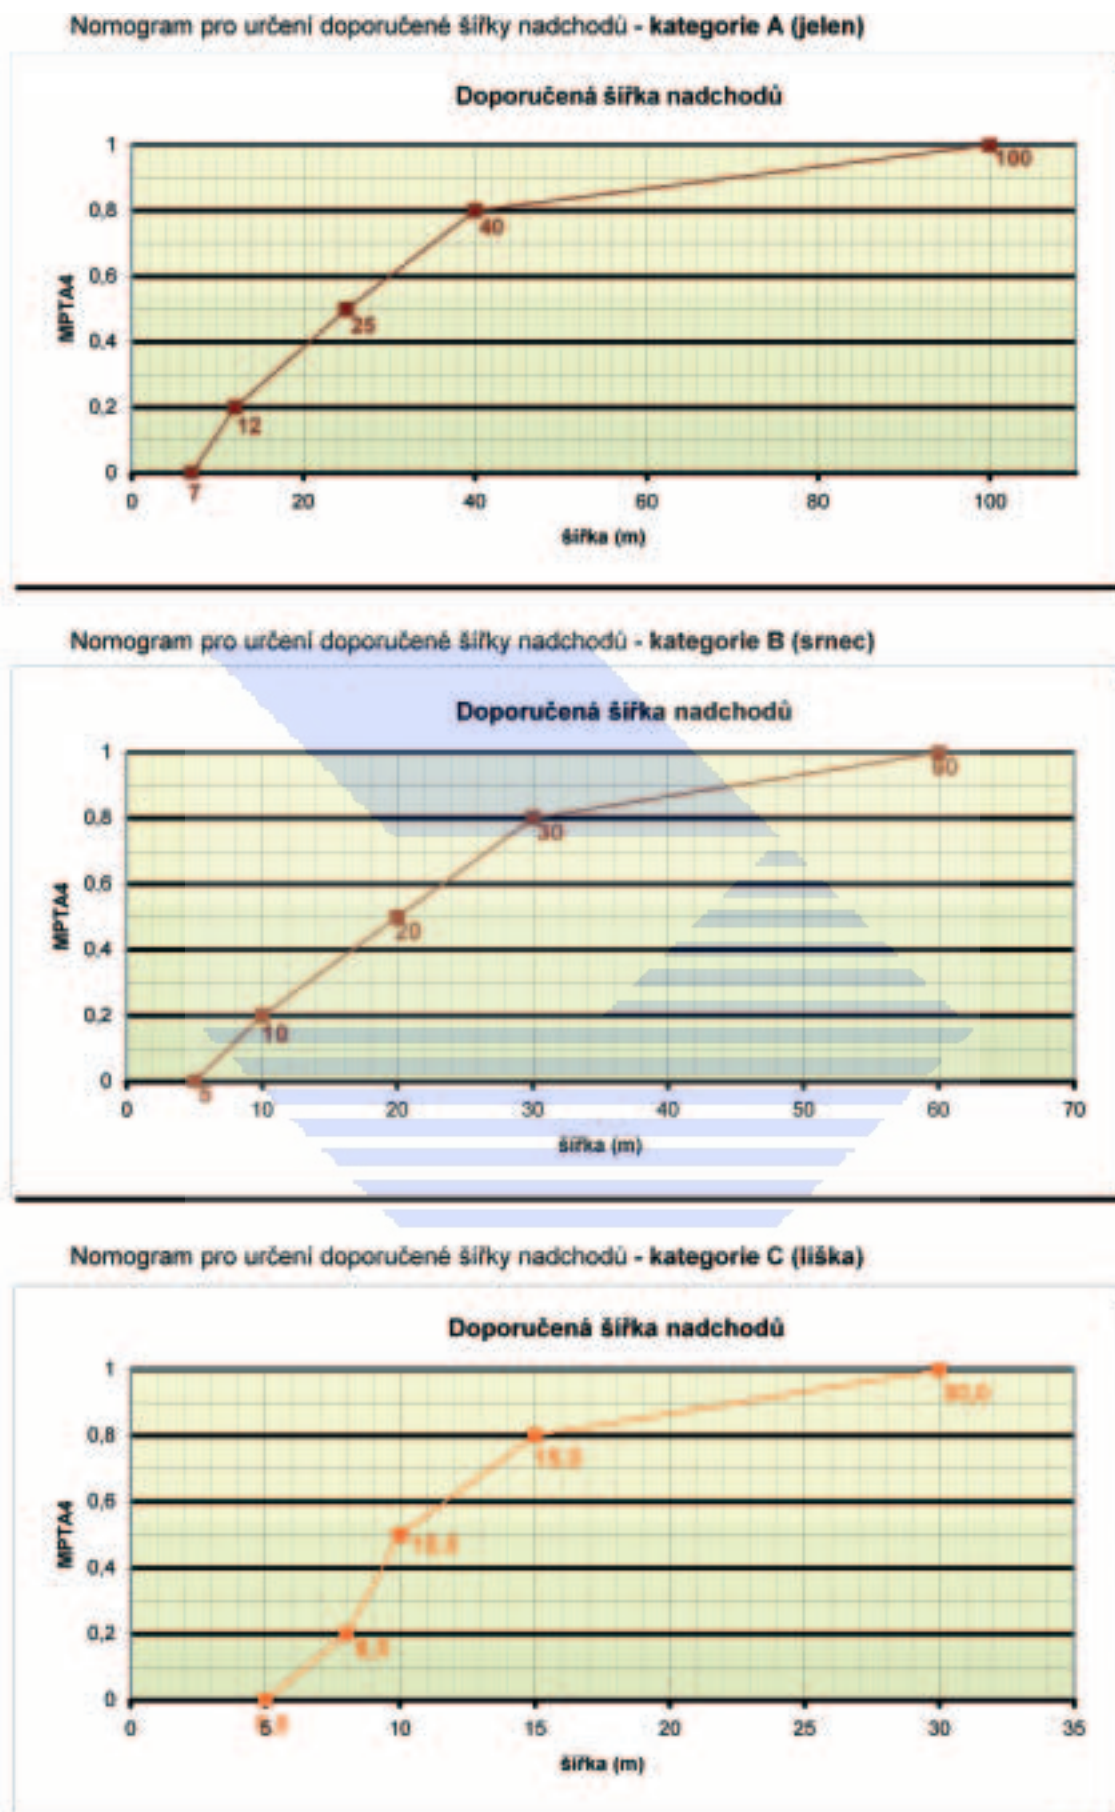 Nomogram pro určení doporučené šířky nadchodů - kategorie A (jelen)
Doporučená šířka nadchodů
1
0,8
0,6
0,4
0,2
0
MPTA4
100
40
25
12
7
0 20 40 60 80 100
šířka (m)
Nomogram pro určení doporučené šířky nadchodů - kategorie B (srnec)
Doporučená šířka nadchodů
1
0,8
0,6
0,4
0,2
0
MPTA4
60
30
20
10
5
0 10 20 30 40 50 60 70
šířka (m)
Nomogram pro určení doporučené šířky nadchodů - kategorie C (liška)
Doporučená šířka nadchodů
1
0,8
0,6
0,4
0,2
0
MPTA4
30,0
15,0
0 5 10 15 20 25 30 35
šířka (m)